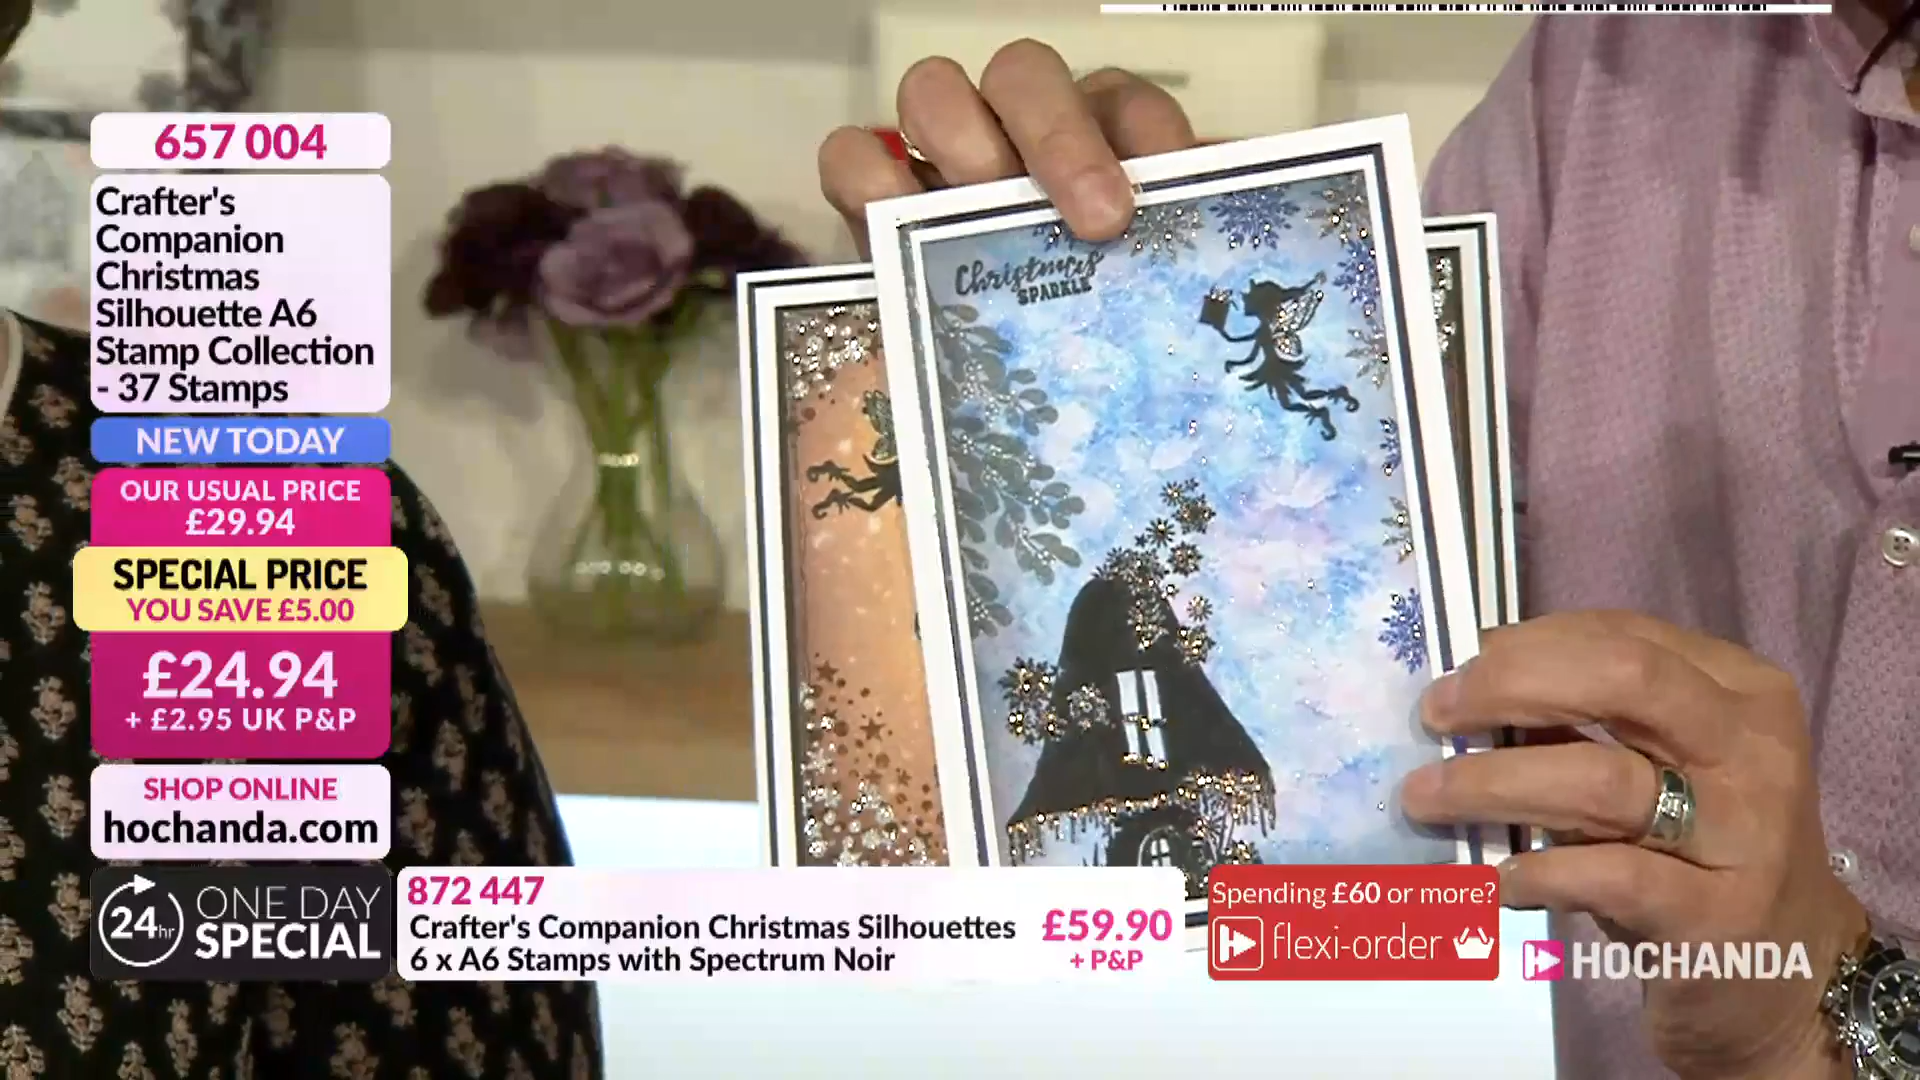 657 004
Crafter's
Companion
Christmas
Silhouette A6
Stamp Collection
- 37 Stamps
NEW TODAY
OUR USUAL PRICE
£29.94
SPECIAL PRICE
YOU SAVE £5.00
£24.94
+ £2.95 UK P&P
SHOP ONLINE
hochanda.com
24hr
ONE DAY
SPECIAL
872 447
Crafter's Companion Christmas Silhouettes
6 x A6 Stamps with Spectrum Noir
£59.90
+ P&P
Spending £60 or more?
flexi-order
HOCHANDA
Christmas
SPARKLE